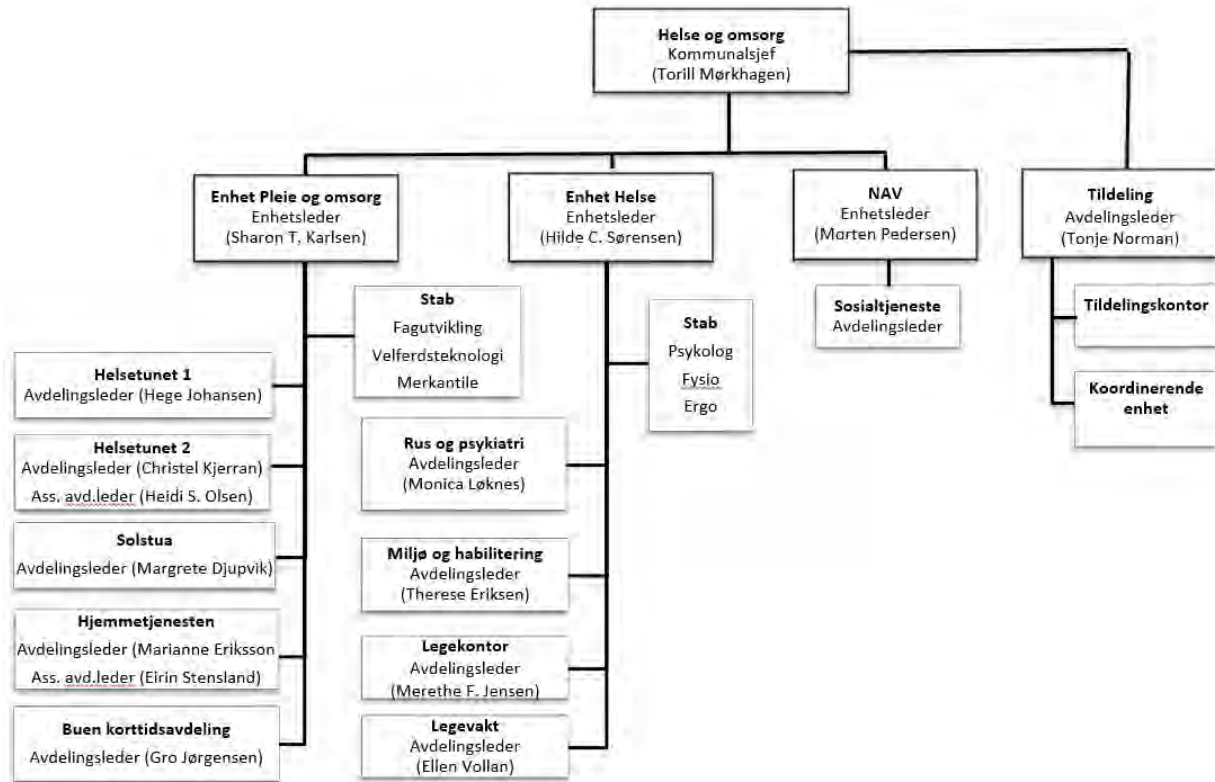 Helse og omsorg
Kommunalsjef
(Torill Mørkhagen)
Enhet Pleie og omsorg
Enhetsleder
(Sharon T, Karlsen)
Enhet Helse
Enhetsleder
(Hilde C. Sørensen)
NAV
Enhetsleder
(Morten Pedersen)
Tildeling
Avdelingsleder
(Tonje Norman)
Stab
Fagutvikling
Velferdsteknologi
Merkantile
Stab
Psykolog
Fysio
Ergo
Sosialtjeneste
Avdelingsleder
Tildelingskontor
Koordinerende
enhet
Helsetunet 1
Avdelingsleder (Hege Johansen)
Helsetunet 2
Avdelingsleder (Christel Kjerran)
Ass. avd.leder (Heidi S. Olsen)
Solstua
Avdelingsleder (Margrete Djupvik)
Hjemmetjenesten
Avdelingsleder (Marianne Eriksson
Ass. avd.leder (Eirin Stensland)
Buen korttidsavdeling
Avdelingsleder (Gro Jørgensen)
Rus og psykiatri
Avdelingsleder
(Monica Løknes)
Miljø og habilitering
Avdelingsleder
(Therese Eriksen)
Legekontor
Avdelingsleder
(Merethe F. Jensen)
Legevakt
Avdelingsleder
(Ellen Vollan)